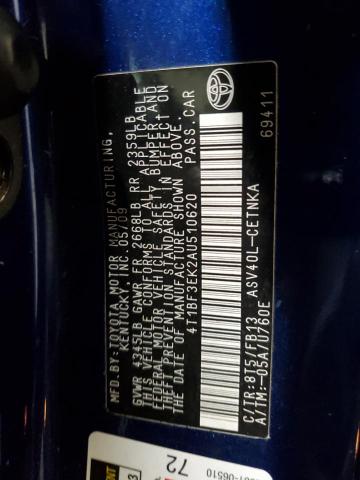 MFD.BY:TOYOTA MOTOR MANUFACTURING,
KENTUCKY, INC. 05/09
GVWR 4345LB GAWR FR 2668LB RR 2359LB
THIS VEHICLE CONFORMS TO ALL APPLICABLE
FEDERAL MOTOR VEHICLE SAFETY, BUMPER, AND
THEFT PREVENTION STANDARDS IN EFFECT ON
THE DATE OF MANUFACTURE SHOWN ABOVE.
4T1BF3EK2AU510620 PASS.CAR
C/TR:8T5/FB13 ASV40L-CETNKA
A/TM:-05A/U760E 69411
72
-06510